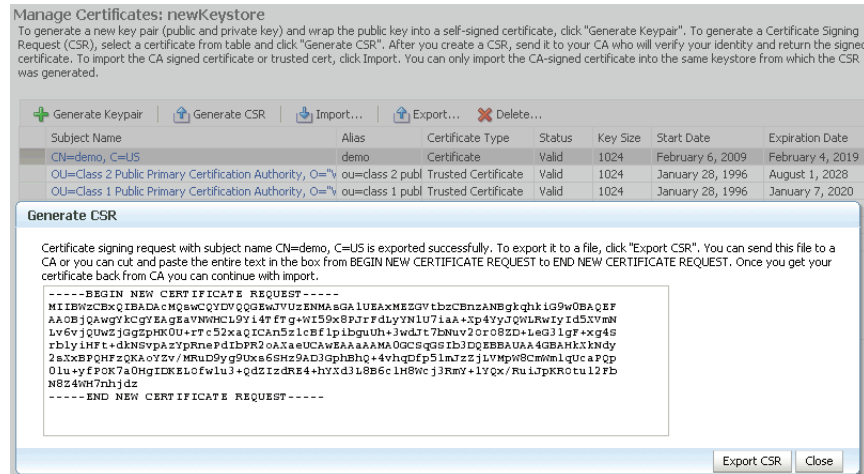 Manage Certificates: newKeystore
To generate a new key pair (public and private key) and wrap the public key into a self-signed certificate, click "Generate Keypair". To generate a Certificate Signing
Request (CSR), select a certificate from table and click "Generate CSR". After you create a CSR, send it to your CA who will verify your identity and return the signed
certificate. To import the CA signed certificate or trusted cert, click Import. You can only import the CA-signed certificate into the same keystore from which the CSR
was generated.
Generate Keypair Generate CSR Import... Export... Delete...
Subject Name Alias Certificate Type Status Key Size Start Date Expiration Date
CN=demo, C=US demo Certificate Valid 1024 February 6, 2009 February 4, 2019
OU=Class 2 Public Primary Certification Authority, O="V ou=class 2 publ Trusted Certificate Valid 1024 January 28, 1996 August 1, 2028
OU=Class 1 Public Primary Certification Authority, O="V ou=class 1 publ Trusted Certificate Valid 1024 January 28, 1996 January 7, 2020
Generate CSR
Certificate signing request with subject name CN=demo, C=US is exported successfully. To export it to a file, click "Export CSR". You can send this file to a
CA or you can cut and paste the entire text in the box from BEGIN NEW CERTIFICATE REQUEST to END NEW CERTIFICATE REQUEST. Once you get your
certificate back from CA you can continue with import.
-----BEGIN NEW CERTIFICATE REQUEST-----
-----END NEW CERTIFICATE REQUEST-----
Export CSR Close